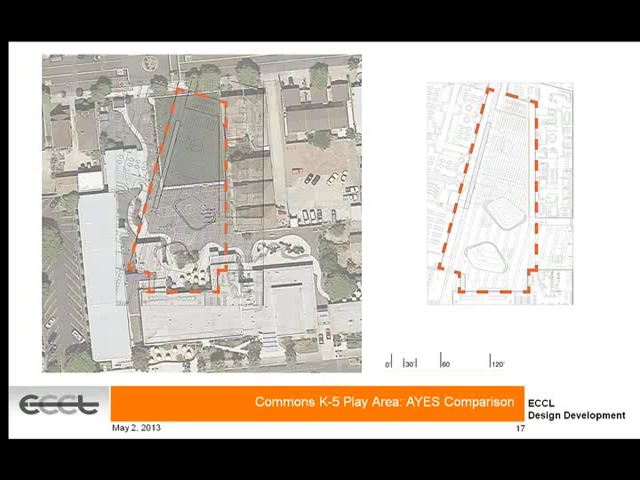 0' 30' 60 120'
eccl
Commons K-5 Play Area: AYES Comparison
ECCL
Design Development
May 2, 2013
17